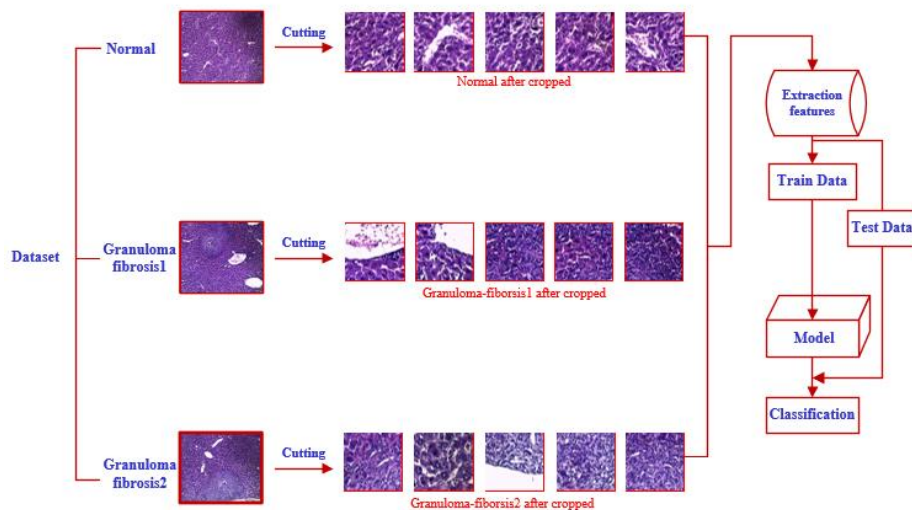 Normal
Cutting
Normal after cropped
Extraction
features
Train Data
Test Data
Dataset
Granuloma
fibrosis1
Cutting
Granuloma-fiborsis1 after cropped
Model
Classification
Granuloma
fibrosis2
Cutting
Granuloma-fiborsis2 after cropped